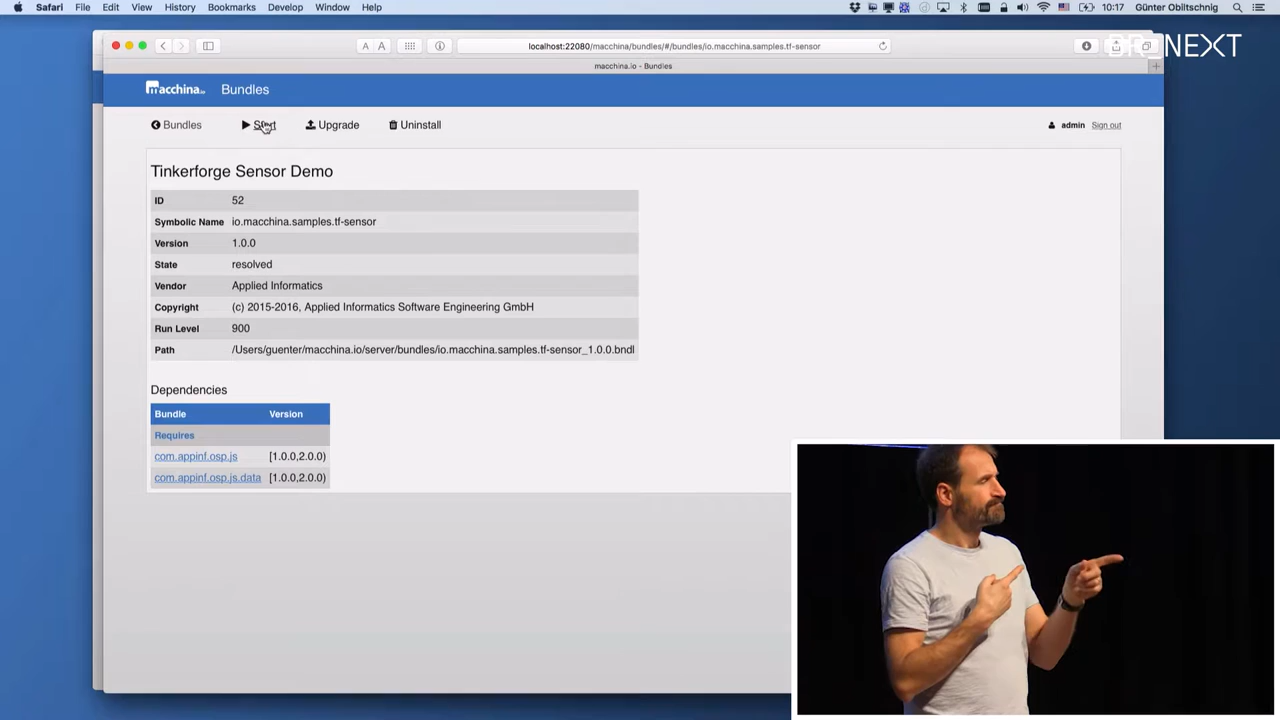 Safari File Edit View History Bookmarks Develop Window Help 10:17 Günter Obiltschnig
A A localhost:22080/macchina/bundles/#/bundles/io.macchina.samples.tf-sensor
NEXT
macchina.io - Bundles
macchina.io Bundles
Bundles Start Upgrade Uninstall admin Sign out
Tinkerforge Sensor Demo
ID 52
Symbolic Name io.macchina.samples.tf-sensor
Version 1.0.0
State resolved
Vendor Applied Informatics
Copyright (c) 2015-2016, Applied Informatics Software Engineering GmbH
Run Level 900
Path /Users/guenter/macchina.io/server/bundles/io.macchina.samples.tf-sensor_1.0.0.bndl
Dependencies
Bundle Version
Requires
com.appinf.osp.js [1.0.0,2.0.0)
com.appinf.osp.js.data [1.0.0,2.0.0)